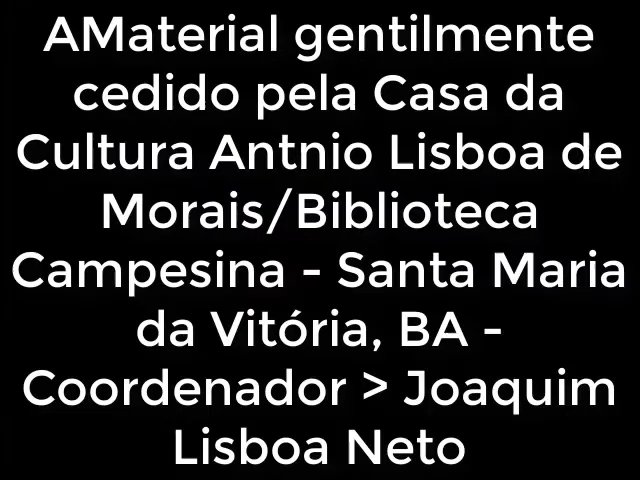 AMaterial gentilmente
cedido pela Casa da
Cultura Antnio Lisboa de
Morais/Biblioteca
Campesina - Santa Maria
da Vitória, BA -
Coordenador > Joaquim
Lisboa Neto